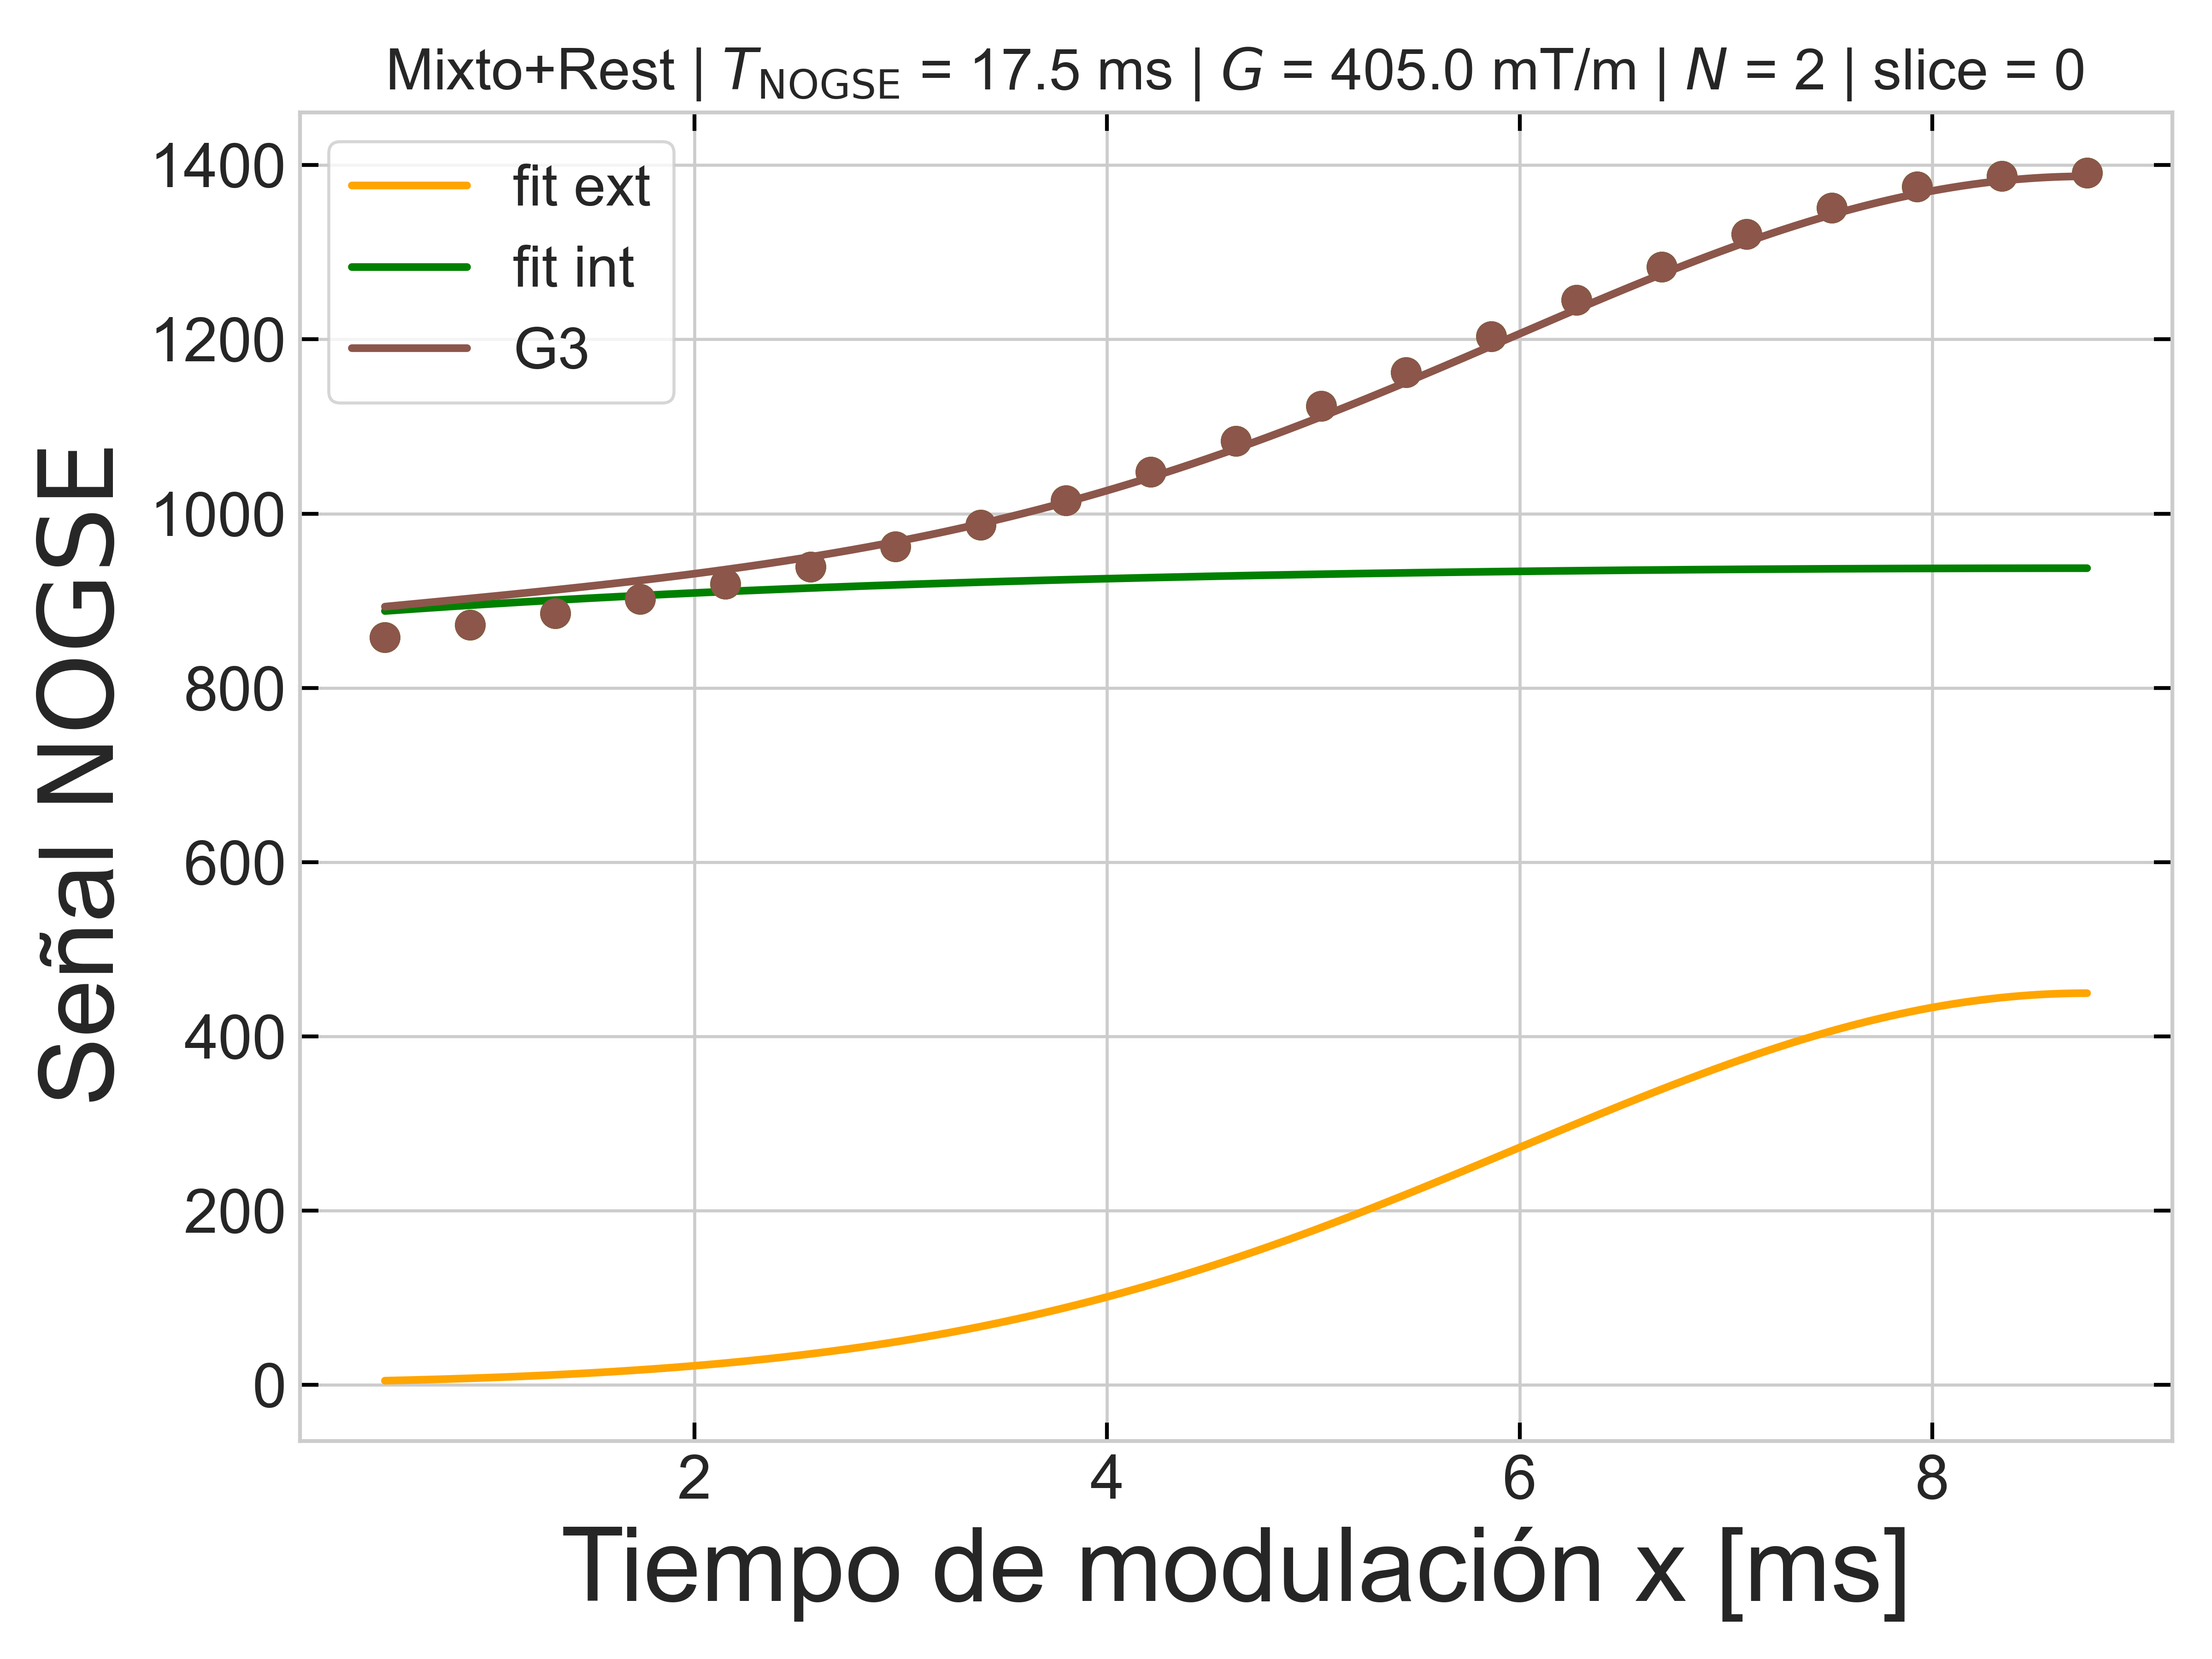 Mixto+Rest | T_NOGSE = 17.5 ms | G = 405.0 mT/m | N = 2 | slice = 0
fit ext
fit int
G3
Señal NOGSE
1400
1200
1000
800
600
400
200
0
2 4 6 8
Tiempo de modulación x [ms]